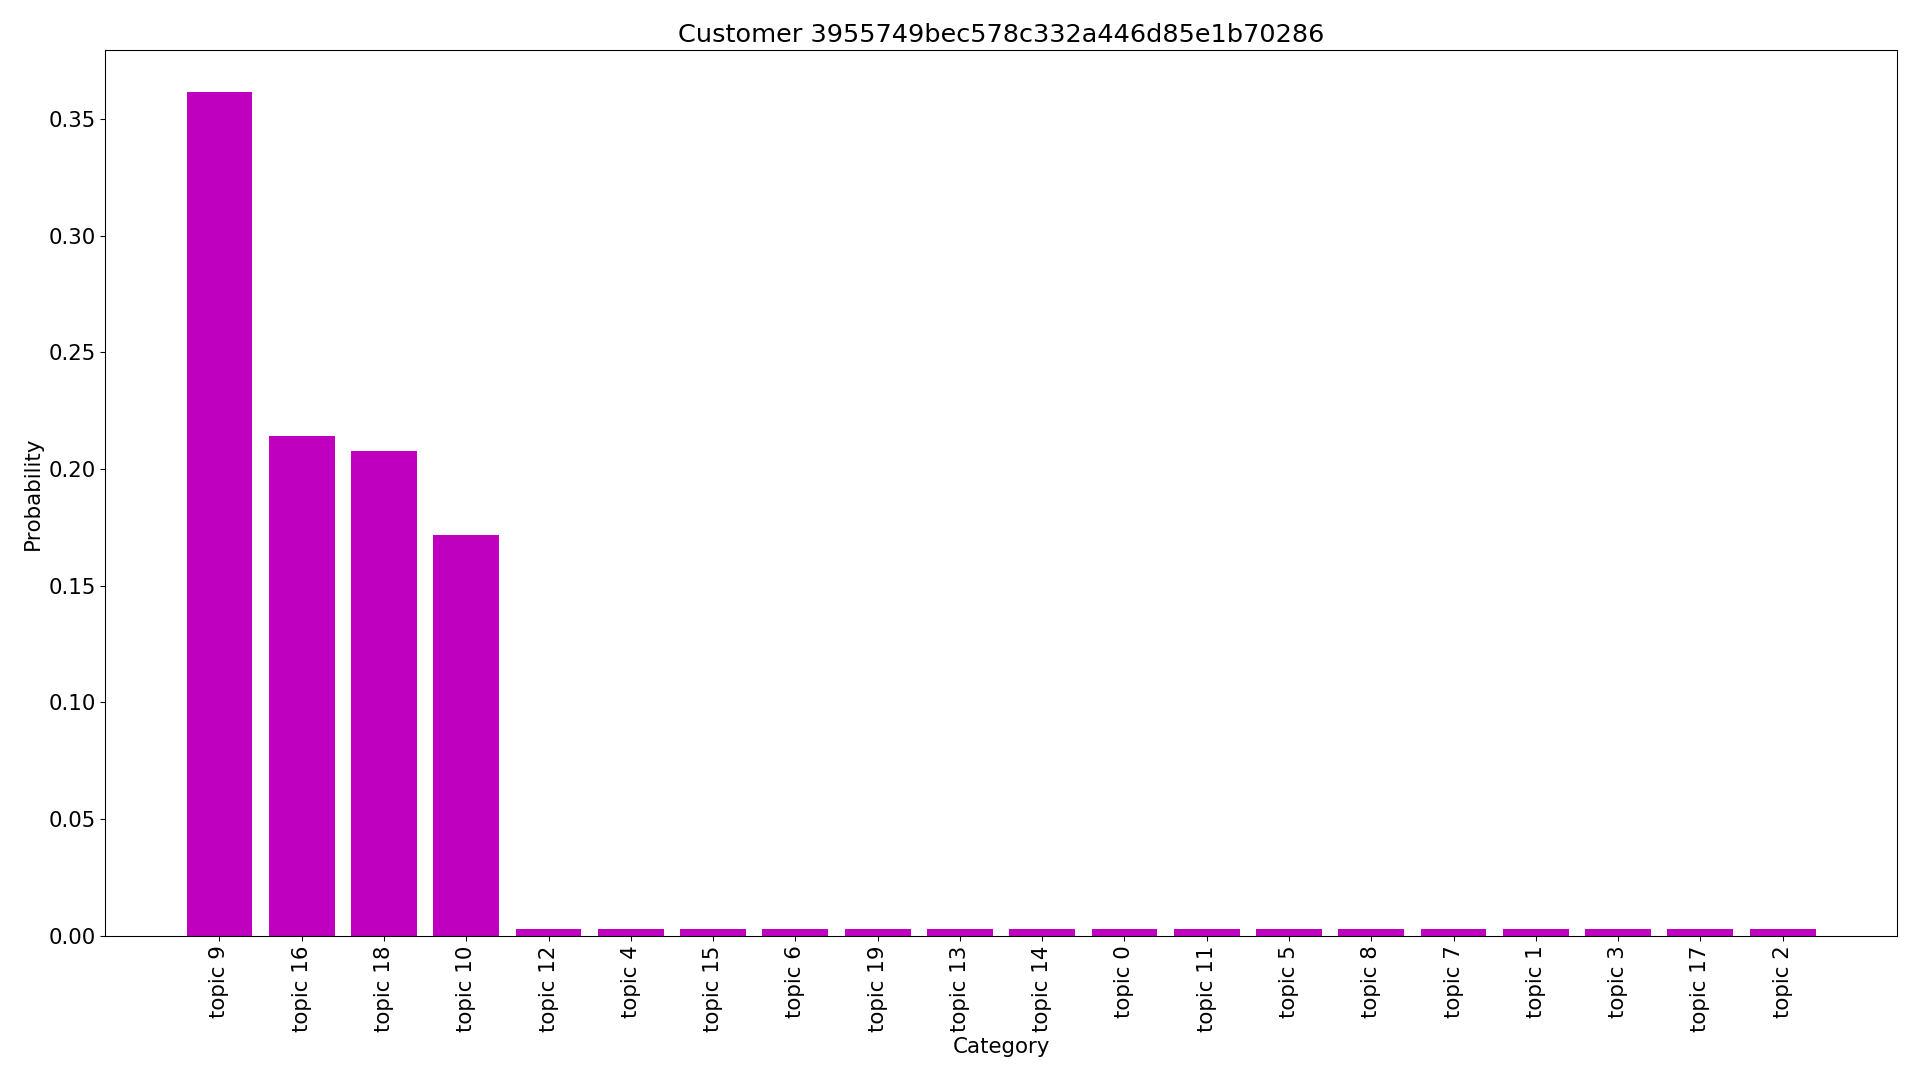 Customer 3955749bec578c332a446d85e1b70286
Probability
0.35
0.30
0.25
0.20
0.15
0.10
0.05
0.00
topic 9
topic 16
topic 18
topic 10
topic 12
topic 4
topic 15
topic 6
topic 19
topic 13
topic 14
topic 0
topic 11
topic 5
topic 8
topic 7
topic 1
topic 3
topic 17
topic 2
Category